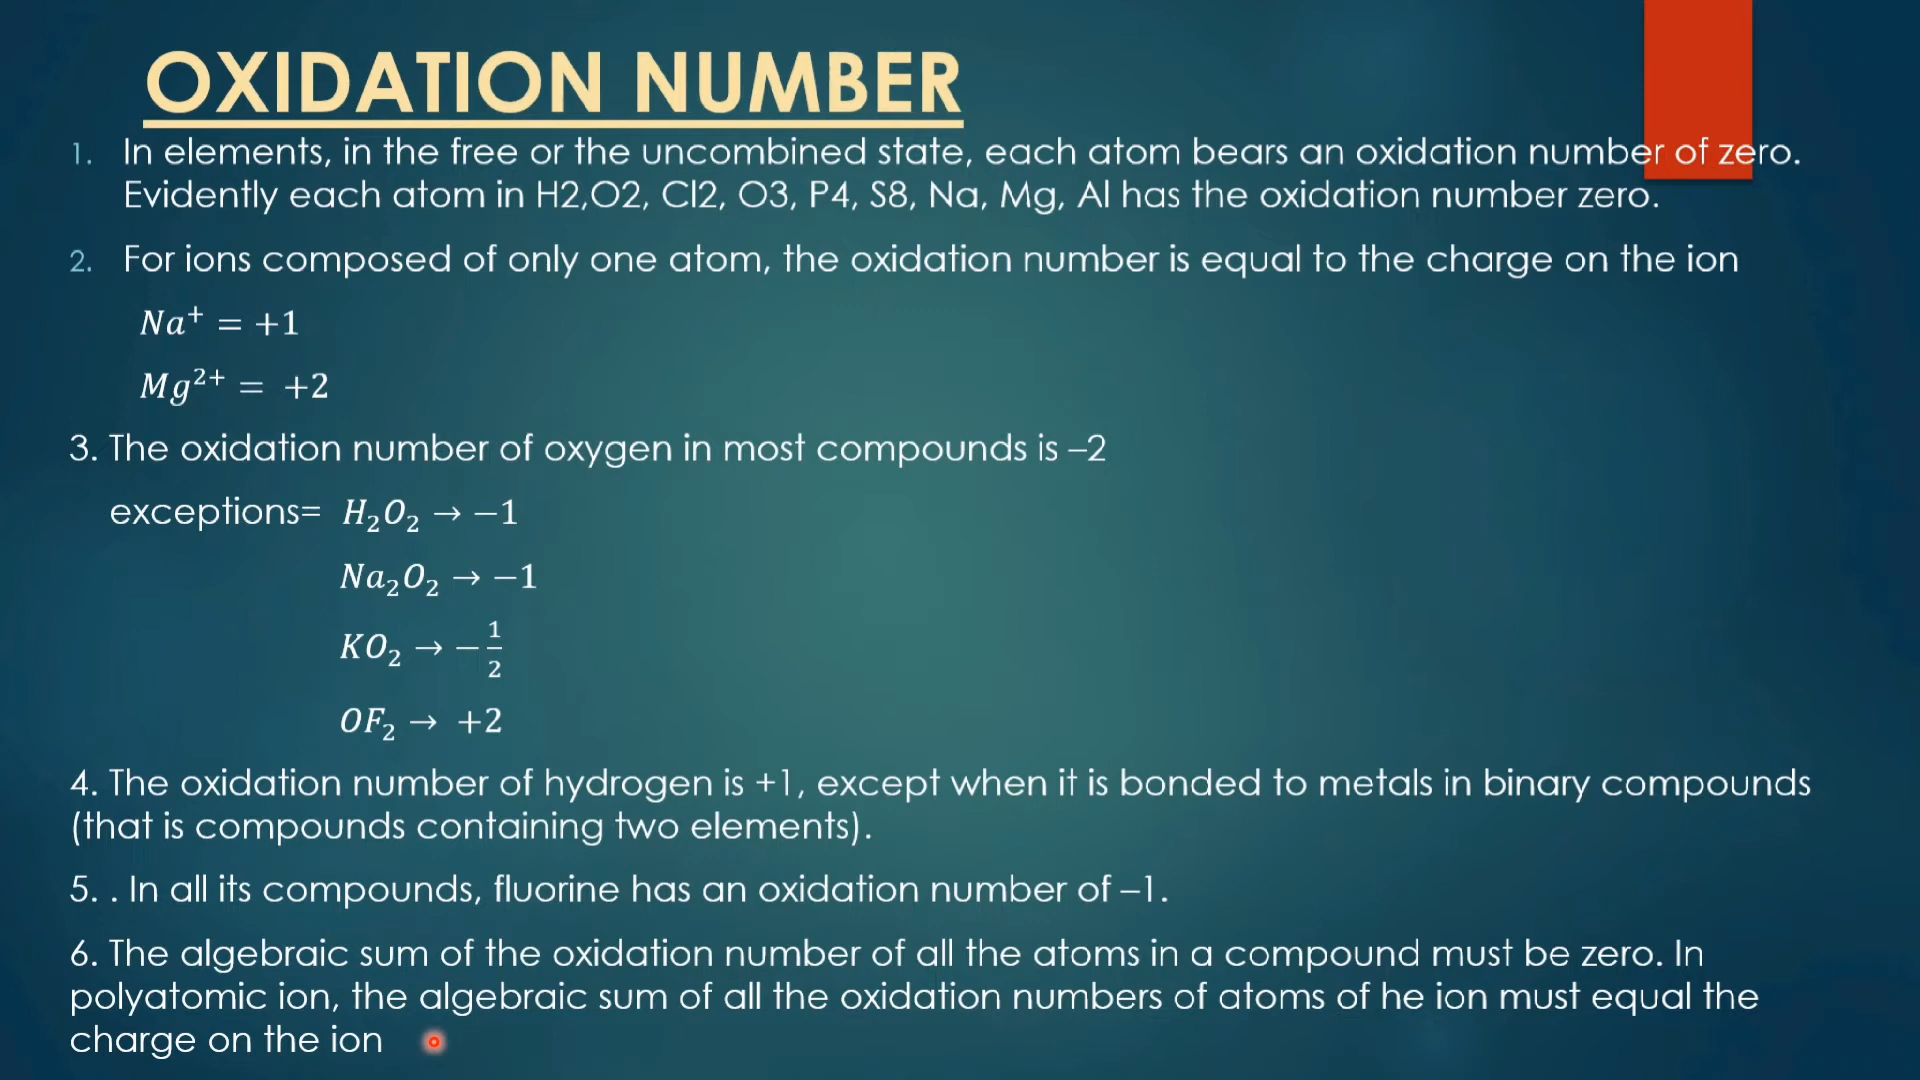 OXIDATION NUMBER
1. In elements, in the free or the uncombined state, each atom bears an oxidation number of zero.
Evidently each atom in H2,O2, Cl2, O3, P4, S8, Na, Mg, Al has the oxidation number zero.
2. For ions composed of only one atom, the oxidation number is equal to the charge on the ion
Na⁺ = +1
Mg²⁺ = +2
3. The oxidation number of oxygen in most compounds is –2
exceptions= H₂O₂ → −1
Na₂O₂ → −1
KO₂ → −1/2
OF₂ → +2
4. The oxidation number of hydrogen is +1, except when it is bonded to metals in binary compounds
(that is compounds containing two elements).
5. . In all its compounds, fluorine has an oxidation number of –1.
6. The algebraic sum of the oxidation number of all the atoms in a compound must be zero. In
polyatomic ion, the algebraic sum of all the oxidation numbers of atoms of he ion must equal the
charge on the ion